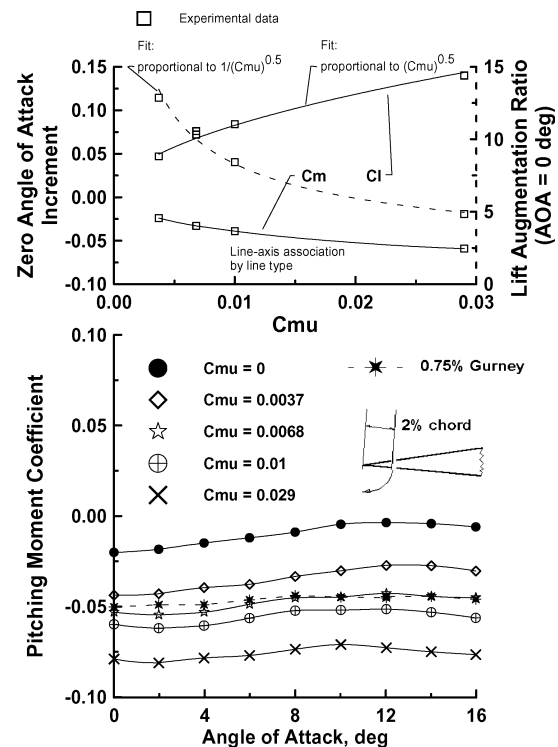 Experimental data
Fit:
proportional to 1/(Cmu)^0.5
Fit:
proportional to (Cmu)^0.5
Zero Angle of Attack
Increment
0.15
0.10
0.05
0.00
-0.05
-0.10
15
10
5
0
Lift Augmentation Ratio
(AOA = 0 deg)
Cm
Cl
Line-axis association
by line type
0.00
0.01
0.02
0.03
Cmu
Pitching Moment Coefficient
0.10
0.05
0.00
-0.05
-0.10
Cmu = 0
Cmu = 0.0037
Cmu = 0.0068
Cmu = 0.01
Cmu = 0.029
0.75% Gurney
2% chord
0
4
8
12
16
Angle of Attack, deg